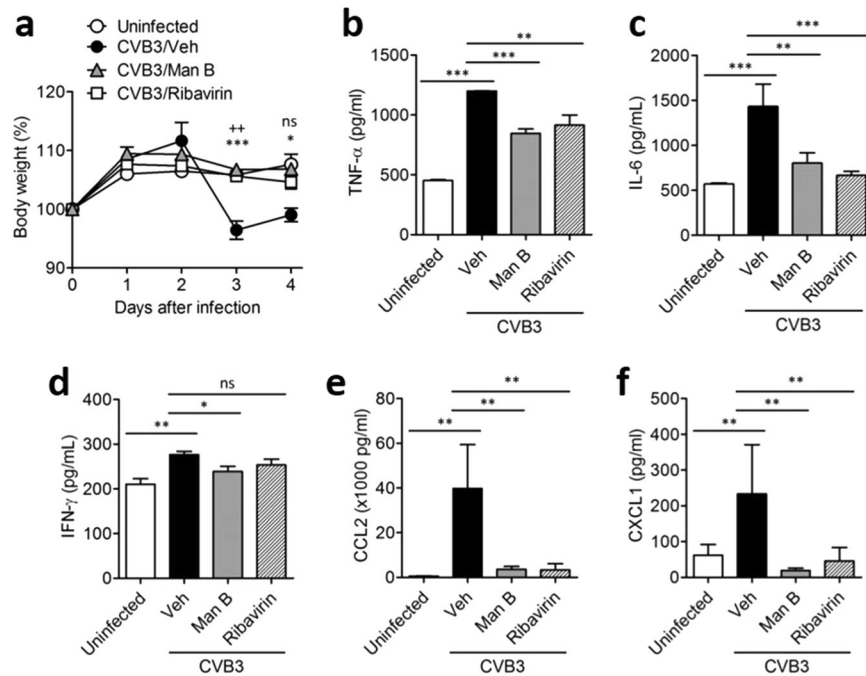 a
Uninfected
CVB3/Veh
CVB3/Man B
CVB3/Ribavirin
Body weight (%)
120
110
100
90
++
***
ns
*
0 1 2 3 4
Days after infection
b
TNF-α (pg/ml)
1500
1000
500
0
**
***
***
Uninfected
Veh
Man B
Ribavirin
CVB3
c
IL-6 (pg/mL)
2000
1500
1000
500
0
***
**
***
Uninfected
Veh
Man B
Ribavirin
CVB3
d
IFN-γ (pg/mL)
400
300
200
100
0
ns
*
**
Uninfected
Veh
Man B
Ribavirin
CVB3
e
CCL2 (x1000 pg/ml)
80
60
40
20
0
**
**
**
Uninfected
Veh
Man B
Ribavirin
CVB3
f
CXCL1 (pg/ml)
500
400
300
200
100
0
**
**
**
Uninfected
Veh
Man B
Ribavirin
CVB3